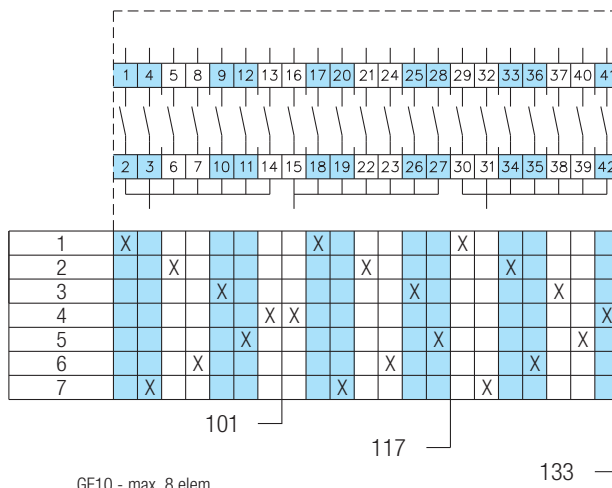 1 4 5 8 9 12 13 16 17 20 21 24 25 28 29 32 33 36 37 40 41
2 3 6 7 10 11 14 15 18 19 22 23 26 27 30 31 34 35 38 39 42
1 X X X
2 X X X
3 X X X
4 X X X
5 X X X
6 X X X
7 X X X
101
117
133
GF10 - max. 8 elem